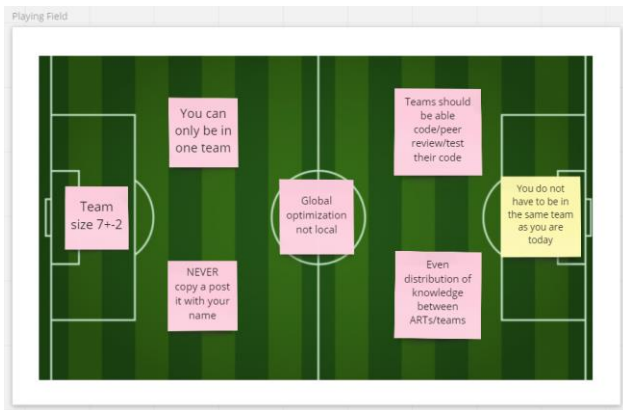 Playing Field
Team
size 7+-2
You can
only be in
one team
NEVER
copy a post
it with your
name
Global
optimization
not local
Teams should
be able
code/peer
review/test
their code
Even
distribution of
knowledge
between
ARTs/teams
You do not
have to be in
the same team
as you are
today